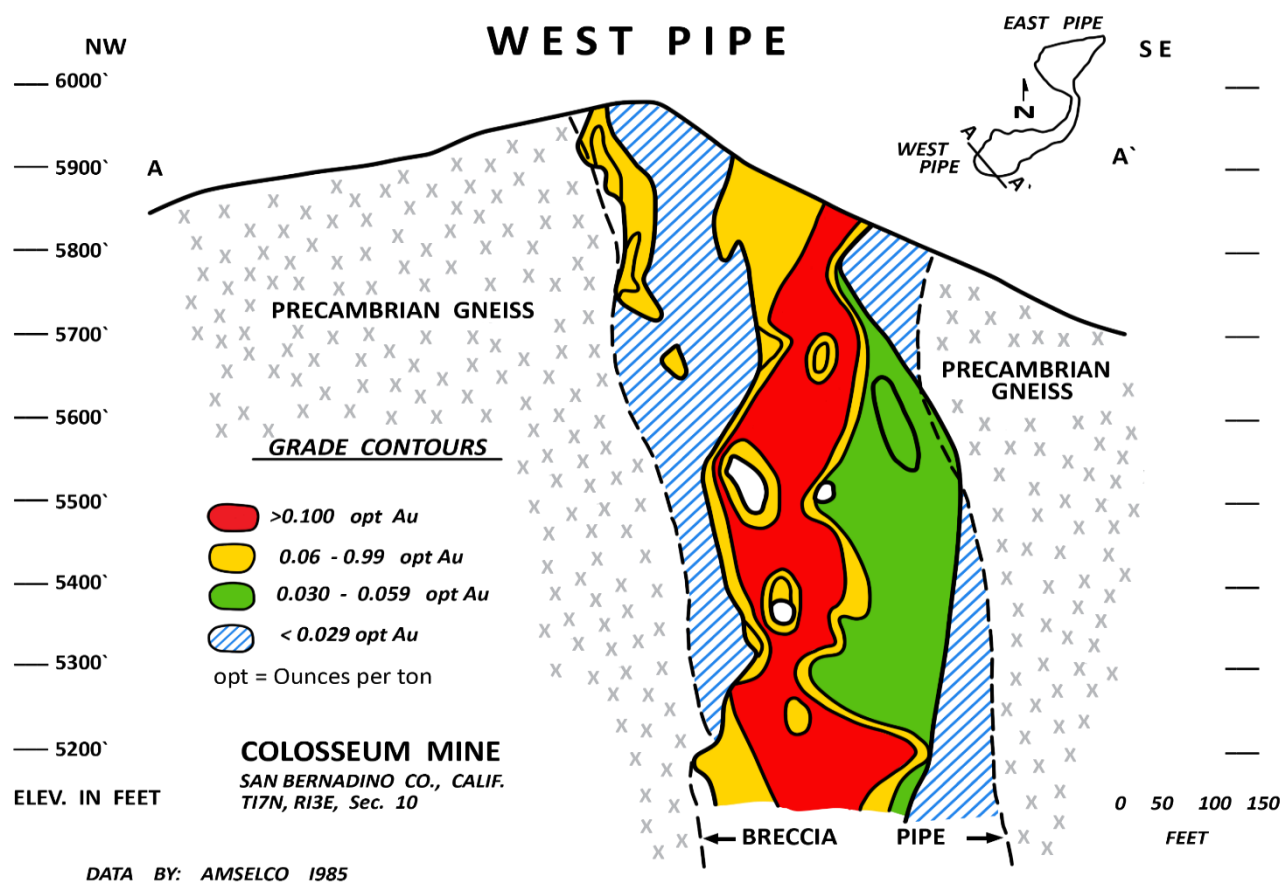 WEST PIPE
NW
SE
EAST PIPE
N
WEST PIPE
A
A'
A
A`
6000`
5900`
5800`
5700`
5600`
5500`
5400`
5300`
5200`
ELEV. IN FEET
PRECAMBRIAN GNEISS
PRECAMBRIAN
GNEISS
GRADE CONTOURS
>0.100 opt Au
0.06 - 0.99 opt Au
0.030 - 0.059 opt Au
< 0.029 opt Au
opt = Ounces per ton
COLOSSEUM MINE
SAN BERNADINO CO., CALIF.
TI7N, RI3E, Sec. 10
BRECCIA PIPE
0 50 100 150
FEET
DATA BY: AMSELCO I985